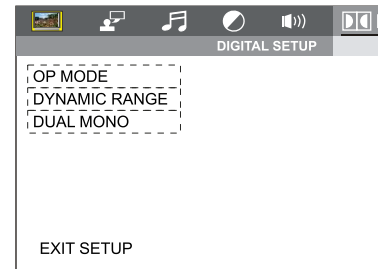 DIGITAL SETUP
OP MODE
DYNAMIC RANGE
DUAL MONO
EXIT SETUP